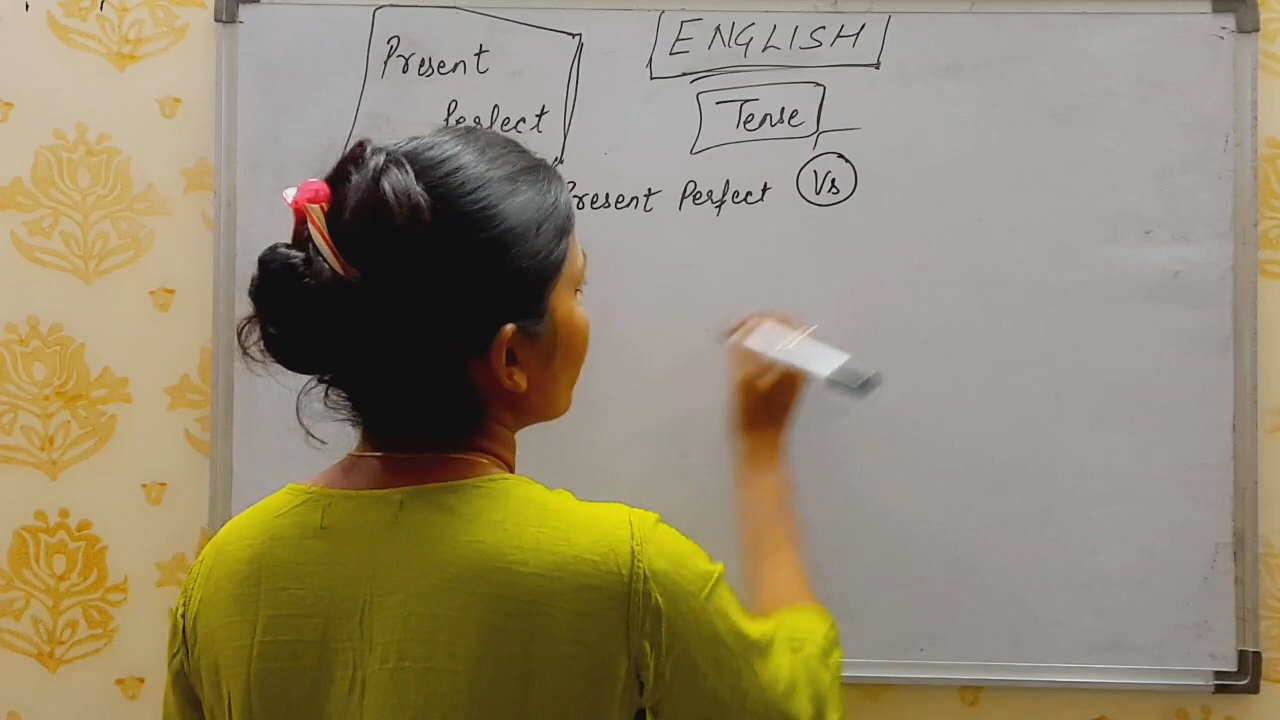 Present
Perfect
ENGLISH
Tense
Present Perfect Vs